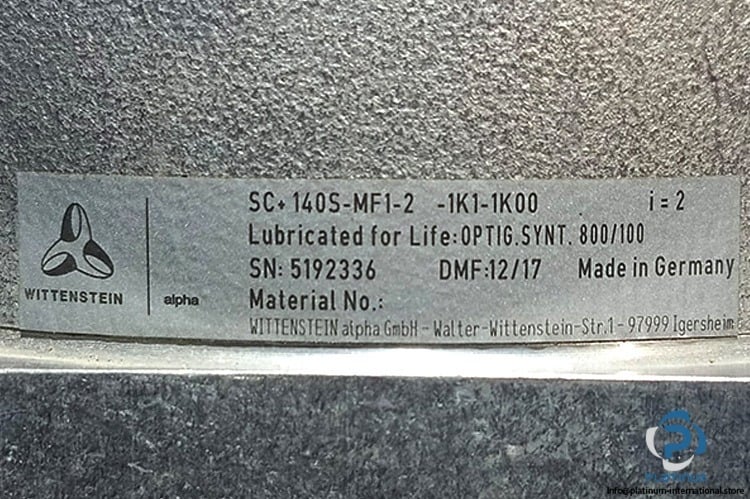 SC+ 140S-MF1-2 -1K1-1K00 i = 2
Lubricated for Life: OPTIG.SYNT. 800/100
SN: 5192336 DMF:12/17 Made in Germany
Material No.:
WITTENSTEIN alpha GmbH - Walter-Wittenstein-Str.1 - 97999 Igersheim
WITTENSTEIN
alpha
PLATINUM
Info@platinum-international.store